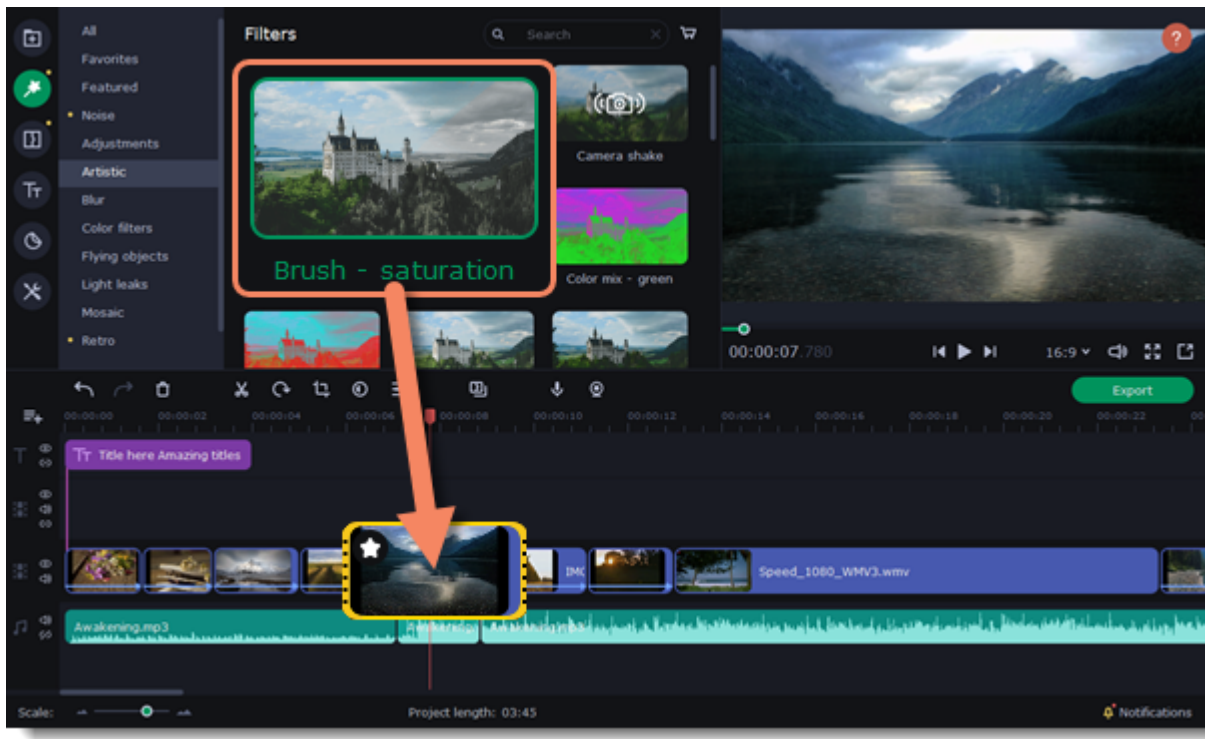 All
Favorites
Featured
Noise
Adjustments
Artistic
Blur
Color filters
Flying objects
Light leaks
Mosaic
Retro
Filters
Search
Brush - saturation
Camera shake
Color mix - green
?
00:00:07.780
16:9
Export
00:00:00 00:00:02 00:00:04 00:00:06 00:00:08 00:00:10 00:00:12 00:00:14 00:00:16 00:00:18 00:00:20 00:00:22 00
T
Tт Title here Amazing titles
IMG
Speed_1080_WMV3.wmv
Awakening.mp3
Scale:
Project length: 03:45
Notifications